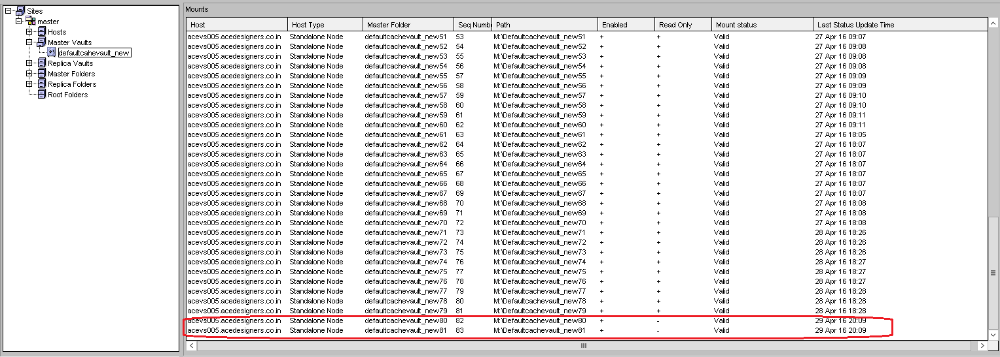 Sites
master
Hosts
Master Vaults
defaultcahevault_new
Replica Vaults
Master Folders
Replica Folders
Root Folders
Mounts
Host Host Type Master Folder Seq Numbe Path Enabled Read Only Mount status Last Status Update Time
acevs005.acedesigners.co.in Standalone Node defaultcachevault_new51 53 M:\Defaultcachevault_new51 + + Valid 27 Apr 16 09:07
acevs005.acedesigners.co.in Standalone Node defaultcachevault_new52 54 M:\Defaultcachevault_new52 + + Valid 27 Apr 16 09:08
acevs005.acedesigners.co.in Standalone Node defaultcachevault_new53 55 M:\Defaultcachevault_new53 + + Valid 27 Apr 16 09:08
acevs005.acedesigners.co.in Standalone Node defaultcachevault_new54 56 M:\Defaultcachevault_new54 + + Valid 27 Apr 16 09:08
acevs005.acedesigners.co.in Standalone Node defaultcachevault_new55 57 M:\Defaultcachevault_new55 + + Valid 27 Apr 16 09:09
acevs005.acedesigners.co.in Standalone Node defaultcachevault_new56 58 M:\Defaultcachevault_new56 + + Valid 27 Apr 16 09:09
acevs005.acedesigners.co.in Standalone Node defaultcachevault_new57 59 M:\Defaultcachevault_new57 + + Valid 27 Apr 16 09:10
acevs005.acedesigners.co.in Standalone Node defaultcachevault_new58 60 M:\Defaultcachevault_new58 + + Valid 27 Apr 16 09:10
acevs005.acedesigners.co.in Standalone Node defaultcachevault_new59 61 M:\Defaultcachevault_new59 + + Valid 27 Apr 16 09:11
acevs005.acedesigners.co.in Standalone Node defaultcachevault_new60 62 M:\Defaultcachevault_new60 + + Valid 27 Apr 16 09:11
acevs005.acedesigners.co.in Standalone Node defaultcachevault_new61 63 M:\Defaultcachevault_new61 + + Valid 27 Apr 16 18:05
acevs005.acedesigners.co.in Standalone Node defaultcachevault_new62 64 M:\Defaultcachevault_new62 + + Valid 27 Apr 16 18:07
acevs005.acedesigners.co.in Standalone Node defaultcachevault_new63 65 M:\Defaultcachevault_new63 + + Valid 27 Apr 16 18:07
acevs005.acedesigners.co.in Standalone Node defaultcachevault_new64 66 M:\Defaultcachevault_new64 + + Valid 27 Apr 16 18:07
acevs005.acedesigners.co.in Standalone Node defaultcachevault_new65 67 M:\Defaultcachevault_new65 + + Valid 27 Apr 16 18:07
acevs005.acedesigners.co.in Standalone Node defaultcachevault_new66 68 M:\Defaultcachevault_new66 + + Valid 27 Apr 16 18:07
acevs005.acedesigners.co.in Standalone Node defaultcachevault_new67 69 M:\Defaultcachevault_new67 + + Valid 27 Apr 16 18:07
acevs005.acedesigners.co.in Standalone Node defaultcachevault_new68 70 M:\Defaultcachevault_new68 + + Valid 27 Apr 16 18:08
acevs005.acedesigners.co.in Standalone Node defaultcachevault_new69 71 M:\Defaultcachevault_new69 + + Valid 27 Apr 16 18:08
acevs005.acedesigners.co.in Standalone Node defaultcachevault_new70 72 M:\Defaultcachevault_new70 + + Valid 27 Apr 16 18:08
acevs005.acedesigners.co.in Standalone Node defaultcachevault_new71 73 M:\Defaultcachevault_new71 + + Valid 28 Apr 16 18:26
acevs005.acedesigners.co.in Standalone Node defaultcachevault_new72 74 M:\Defaultcachevault_new72 + + Valid 28 Apr 16 18:26
acevs005.acedesigners.co.in Standalone Node defaultcachevault_new73 75 M:\Defaultcachevault_new73 + + Valid 28 Apr 16 18:26
acevs005.acedesigners.co.in Standalone Node defaultcachevault_new74 76 M:\Defaultcachevault_new74 + + Valid 28 Apr 16 18:27
acevs005.acedesigners.co.in Standalone Node defaultcachevault_new75 77 M:\Defaultcachevault_new75 + + Valid 28 Apr 16 18:27
acevs005.acedesigners.co.in Standalone Node defaultcachevault_new76 78 M:\Defaultcachevault_new76 + + Valid 28 Apr 16 18:27
acevs005.acedesigners.co.in Standalone Node defaultcachevault_new77 79 M:\Defaultcachevault_new77 + + Valid 28 Apr 16 18:28
acevs005.acedesigners.co.in Standalone Node defaultcachevault_new78 80 M:\Defaultcachevault_new78 + + Valid 28 Apr 16 18:28
acevs005.acedesigners.co.in Standalone Node defaultcachevault_new79 81 M:\Defaultcachevault_new79 + + Valid 28 Apr 16 18:28
acevs005.acedesigners.co.in Standalone Node defaultcachevault_new80 82 M:\Defaultcachevault_new80 + - Valid 29 Apr 16 20:09
acevs005.acedesigners.co.in Standalone Node defaultcachevault_new81 83 M:\Defaultcachevault_new81 + - Valid 29 Apr 16 20:09